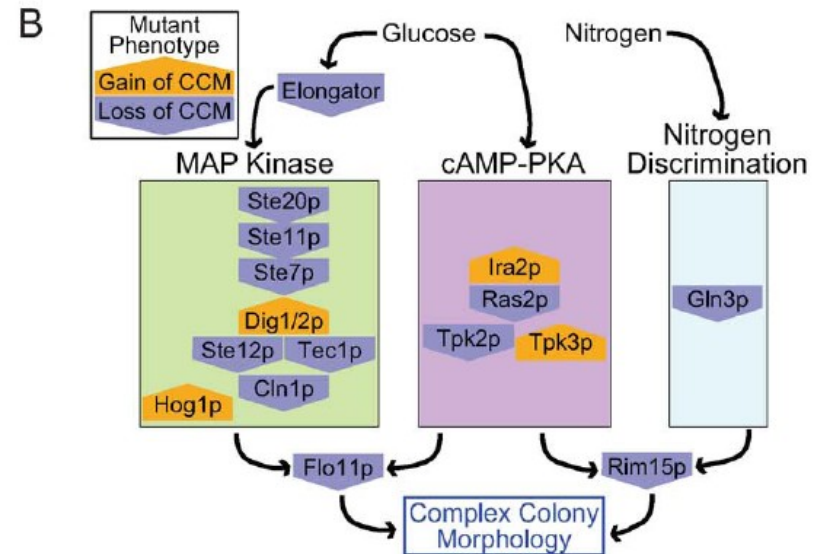 B
Mutant
Phenotype
Gain of CCM
Loss of CCM
Glucose
Nitrogen
Elongator
MAP Kinase
cAMP-PKA
Nitrogen
Discrimination
Ste20p
Ste11p
Ste7p
Dig1/2p
Ste12p
Tec1p
Cln1p
Hog1p
Ira2p
Ras2p
Tpk2p
Tpk3p
Gln3p
Flo11p
Rim15p
Complex Colony
Morphology